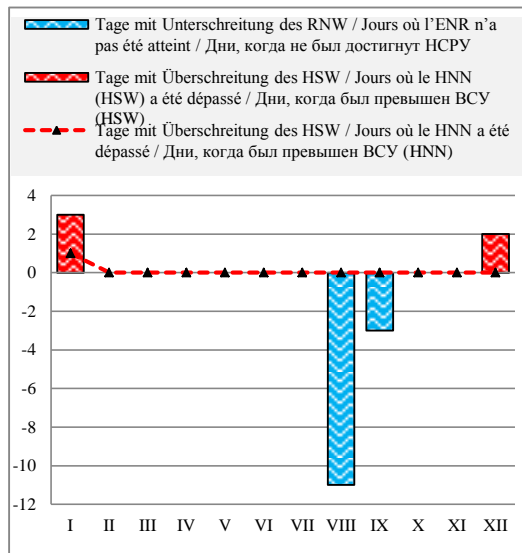 Tage mit Unterschreitung des RNW / Jours où l’ENR n’a
pas été atteint / Дни, когда не был достигнут НСРУ
Tage mit Überschreitung des HSW / Jours où le HNN
(HSW) a été dépassé / Дни, когда был превышен ВСУ
(HSW)
Tage mit Überschreitung des HSW / Jours où le HNN a été
dépassé / Дни, когда был превышен ВСУ (HNN)
4
2
0
-2
-4
-6
-8
-10
-12
I II III IV V VI VII VIII IX X XI XII